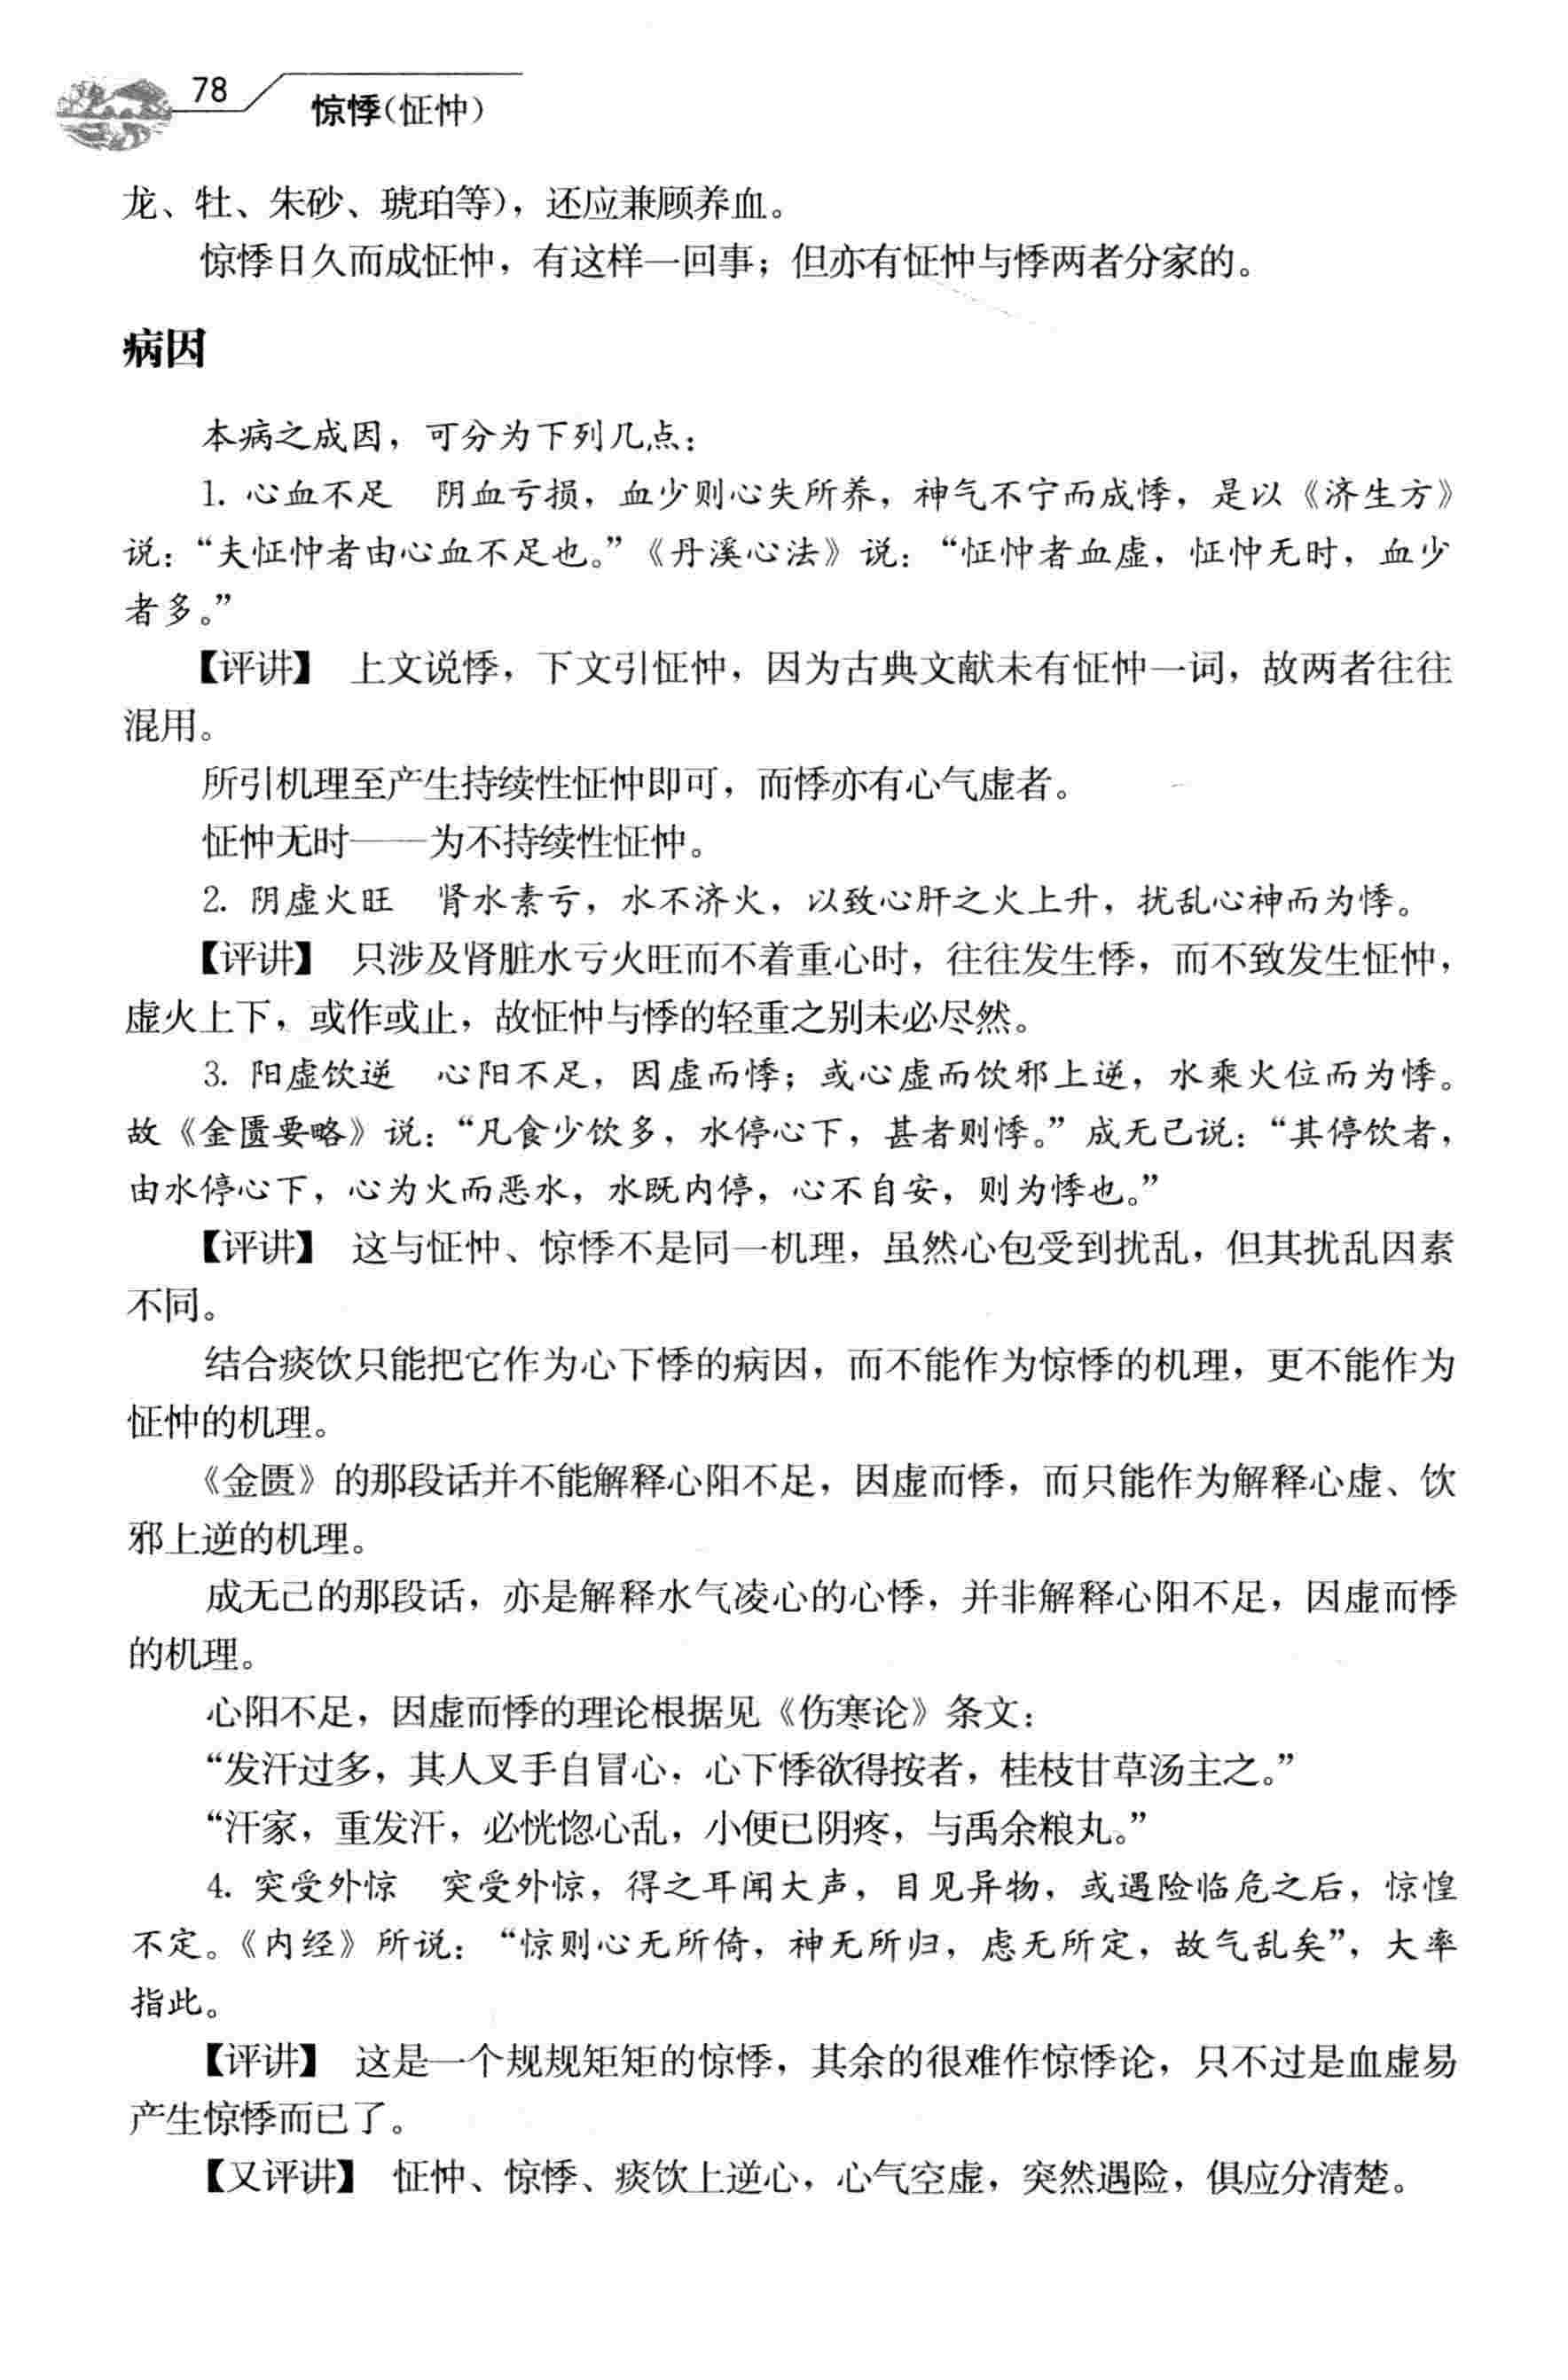 78
惊悸(怔忡)
龙、牡、朱砂、琥珀等)，还应兼顾养血。
惊悸日久而成怔忡，有这样一回事；但亦有怔忡与悸两者分家的。
病因
本病之成因，可分为下列几点：
1. 心血不足　阴血亏损，血少则心失所养，神气不宁而成悸，是以《济生方》
说：“夫怔忡者由心血不足也。”《丹溪心法》说：“怔忡者血虚，怔忡无时，血少
者多。”
【评讲】 上文说悸，下文引怔忡，因为古典文献未有怔忡一词，故两者往往
混用。
所引机理至产生持续性怔忡即可，而悸亦有心气虚者。
怔忡无时——为不持续性怔忡。
2. 阴虚火旺　肾水素亏，水不济火，以致心肝之火上升，扰乱心神而为悸。
【评讲】 只涉及肾脏水亏火旺而不着重心时，往往发生悸，而不致发生怔忡，
虚火上下，或作或止，故怔忡与悸的轻重之别未必尽然。
3. 阳虚饮逆　心阳不足，因虚而悸；或心虚而饮邪上逆，水乘火位而为悸。
故《金匮要略》说：“凡食少饮多，水停心下，甚者则悸。”成无己说：“其停饮者，
由水停心下，心为火而恶水，水既内停，心不自安，则为悸也。”
【评讲】 这与怔忡、惊悸不是同一机理，虽然心包受到扰乱，但其扰乱因素
不同。
结合痰饮只能把它作为心下悸的病因，而不能作为惊悸的机理，更不能作为
怔忡的机理。
《金匮》的那段话并不能解释心阳不足，因虚而悸，而只能作为解释心虚、饮
邪上逆的机理。
成无己的那段话，亦是解释水气凌心的心悸，并非解释心阳不足，因虚而悸
的机理。
心阳不足，因虚而悸的理论根据见《伤寒论》条文：
“发汗过多，其人叉手自冒心，心下悸欲得按者，桂枝甘草汤主之。”
“汗家，重发汗，必恍惚心乱，小便已阴疼，与禹余粮丸。”
4. 突受外惊　突受外惊，得之耳闻大声，目见异物，或遇险临危之后，惊惶
不定。《内经》所说：“惊则心无所倚，神无所归，虑无所定，故气乱矣”，大率
指此。
【评讲】 这是一个规规矩矩的惊悸，其余的很难作惊悸论，只不过是血虚易
产生惊悸而已了。
【又评讲】 怔忡、惊悸、痰饮上逆心，心气空虚，突然遇险，俱应分清楚。